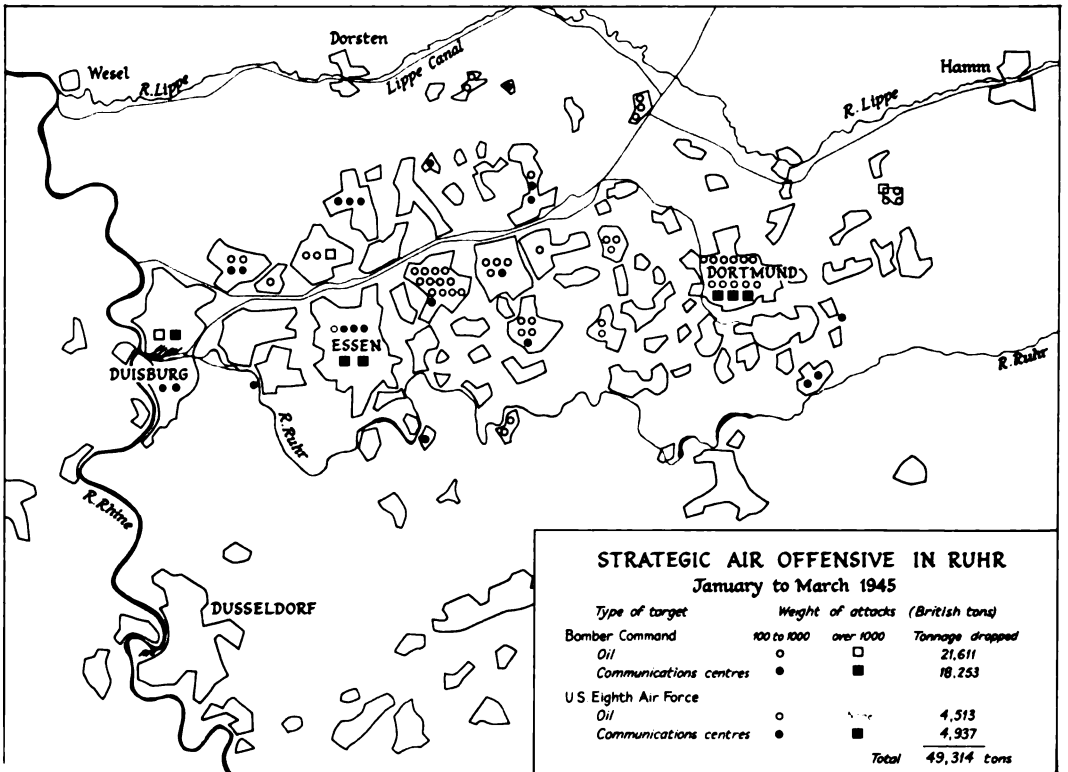 Dorsten
Wesel
R. Lippe
Lippe Canal
Hamm
R. Lippe
DORTMUND
ESSEN
DUISBURG
R. Ruhr
R. Ruhr
R. Rhine
DUSSELDORF
STRATEGIC AIR OFFENSIVE IN RUHR
January to March 1945
Type of target Weight of attacks (British tons)
Bomber Command 100 to 1000 over 1000 Tonnage dropped
Oil 21,611
Communications centres 18,253
US Eighth Air Force
Oil 4,513
Communications centres 4,937
Total 49,314 tons